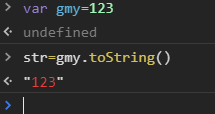 > var gmy=123
<· undefined
> str=gmy.toString()
<· "123"
>